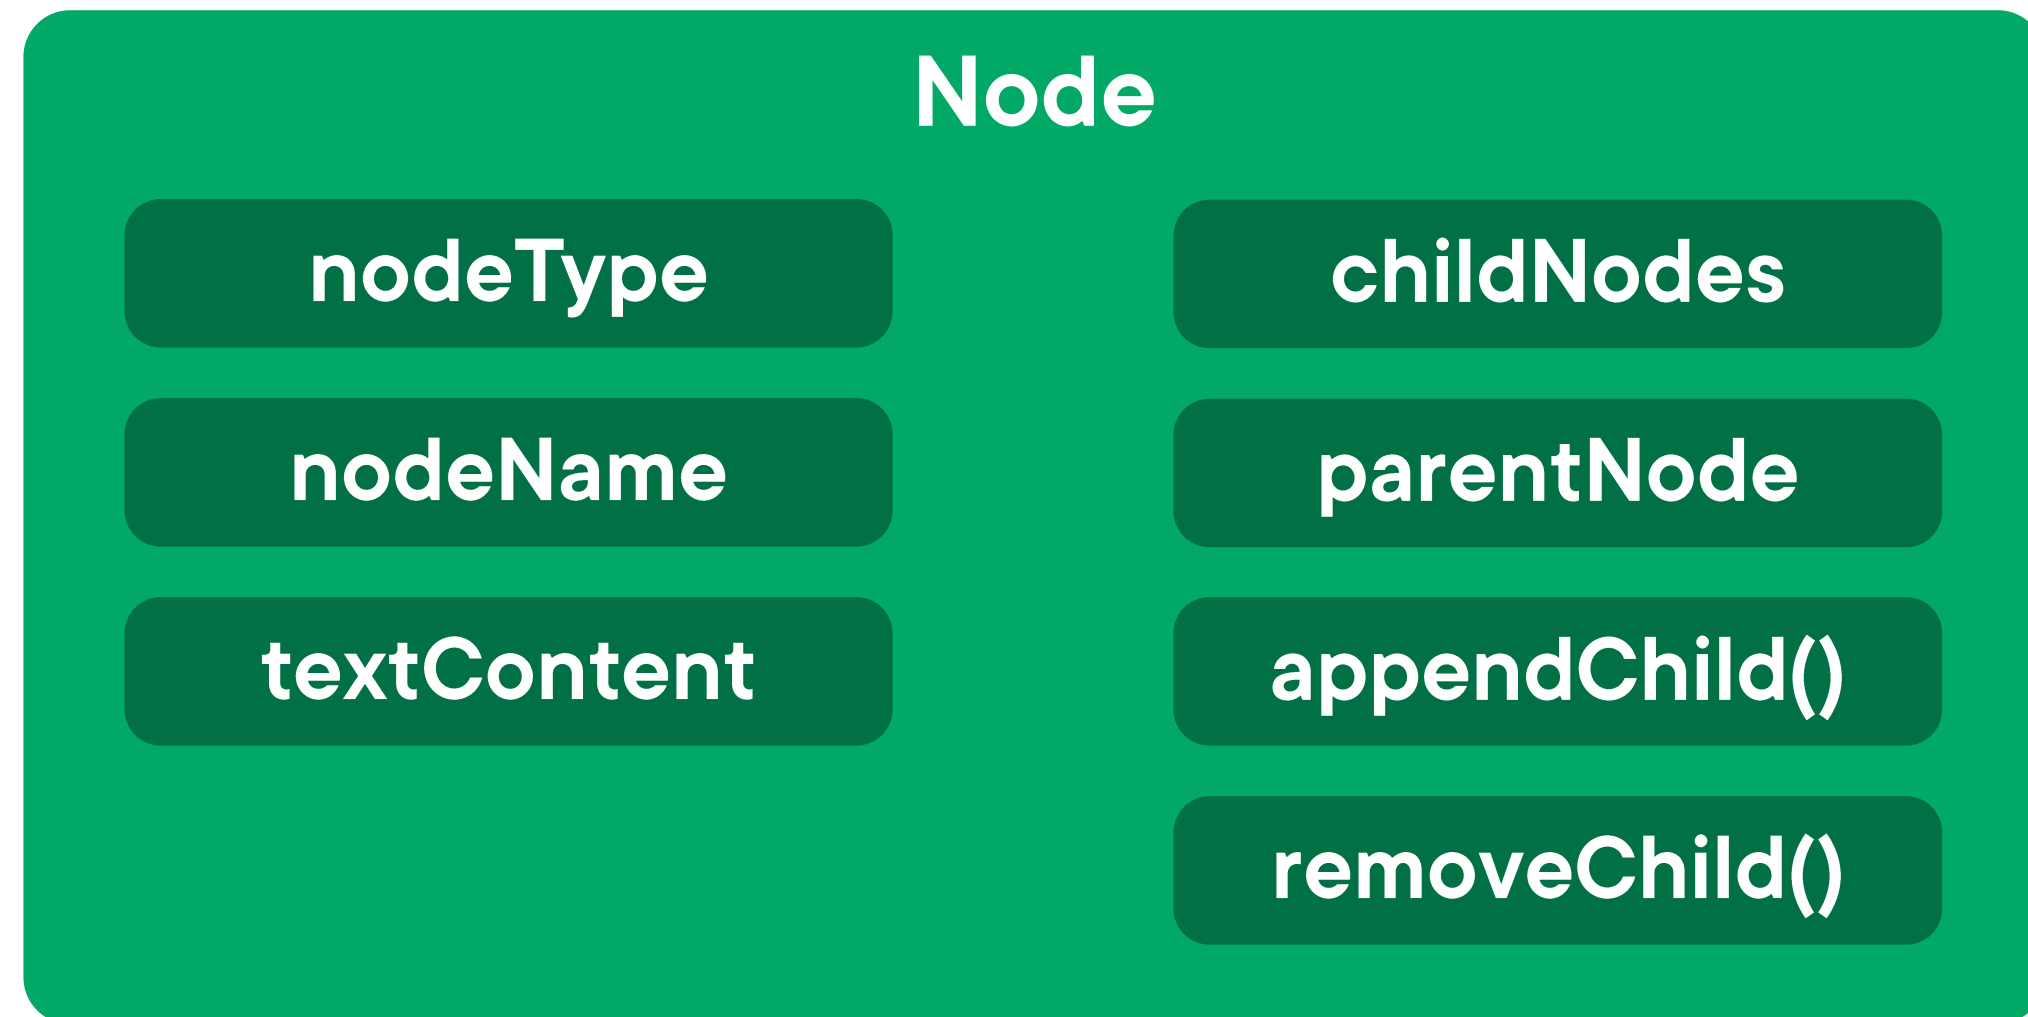 Node
nodeType
nodeName
textContent
childNodes
parentNode
appendChild()
removeChild()